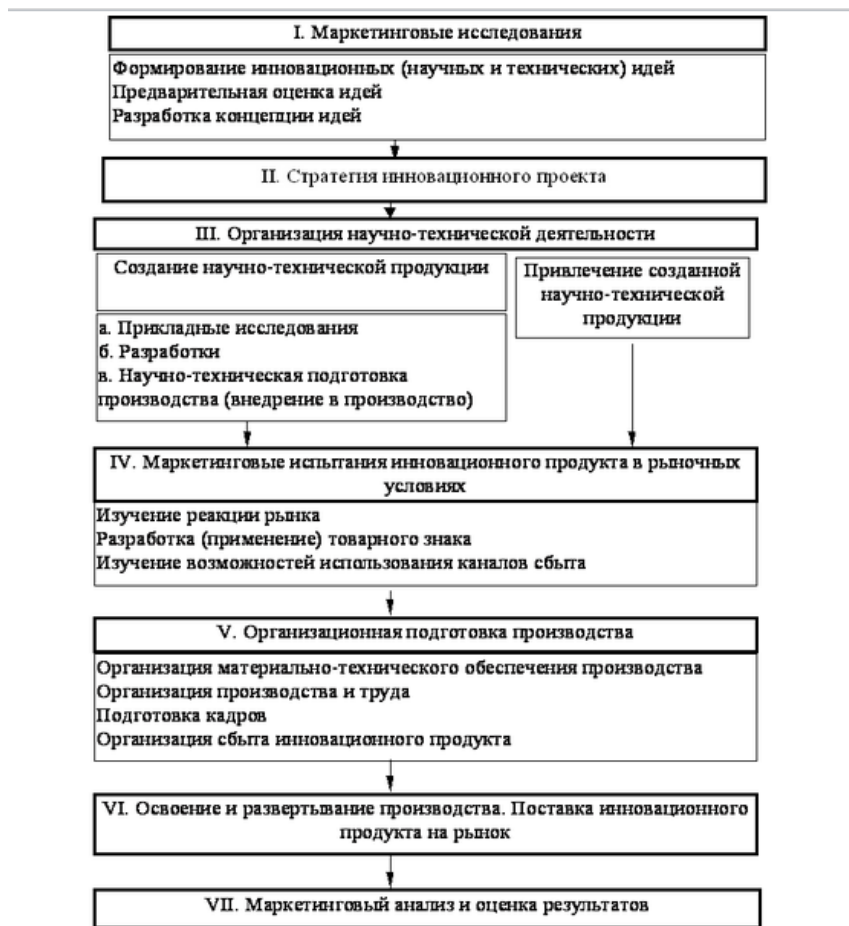 I. Маркетинговые исследования
Формирование инновационных (научных и технических) идей
Предварительная оценка идей
Разработка концепции идей
II. Стратегия инновационного проекта
III. Организация научно-технической деятельности
Создание научно-технической продукции
Привлечение созданной
научно-технической
продукции
а. Прикладные исследования
б. Разработки
в. Научно-техническая подготовка
производства (внедрение в производство)
IV. Маркетинговые испытания инновационного продукта в рыночных
условиях
Изучение реакции рынка
Разработка (применение) товарного знака
Изучение возможностей использования каналов сбыта
V. Организационная подготовка производства
Организация материально-технического обеспечения производства
Организация производства и труда
Подготовка кадров
Организация сбыта инновационного продукта
VI. Освоение и развертывание производства. Поставка инновационного
продукта на рынок
VII. Маркетинговый анализ и оценка результатов